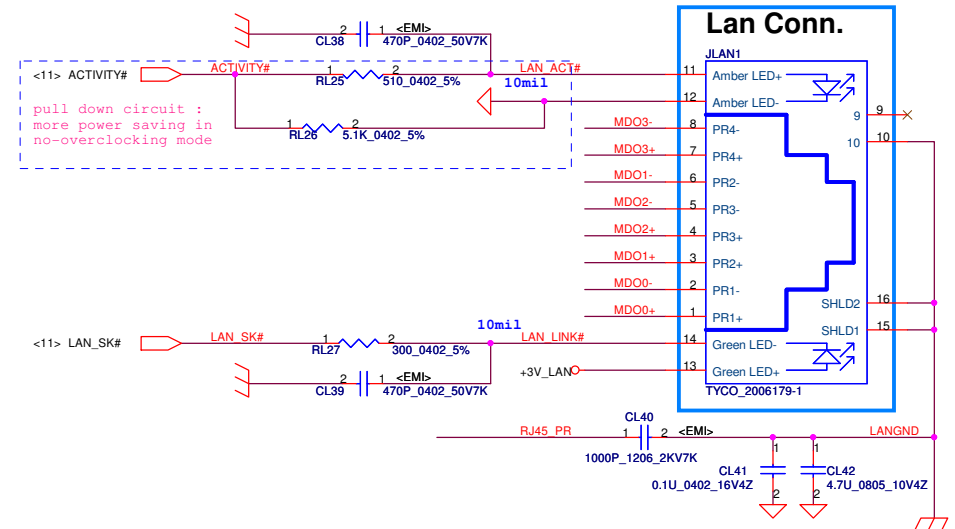 Lan Conn.
2 1 <EMI>
CL38 470P_0402_50V7K
JLAN1
<11> ACTIVITY# ACTIVITY# 1 2 LAN_ACT# 11 Amber LED+
RL25 510_0402_5% 10mil
12 Amber LED-
pull down circuit :
more power saving in
no-overclocking mode
1 2
RL26 5.1K_0402_5%
MDO3- 8 PR4-
9 9
10 10
MDO3+ 7 PR4+
MDO1- 6 PR2-
MDO2- 5 PR3-
MDO2+ 4 PR3+
MDO1+ 3 PR2+
MDO0- 2 PR1-
SHLD2 16
MDO0+ 1 PR1+
SHLD1 15
10mil
<11> LAN_SK# LAN_SK# 1 2 LAN_LINK# 14 Green LED-
RL27 300_0402_5%
+3V_LAN 13 Green LED+
2 1 <EMI>
CL39 470P_0402_50V7K
TYCO_2006179-1
CL40
RJ45_PR 1 2 <EMI> LANGND
1000P_1206_2KV7K
1 1
CL41 CL42
0.1U_0402_16V4Z 4.7U_0805_10V4Z
2 2